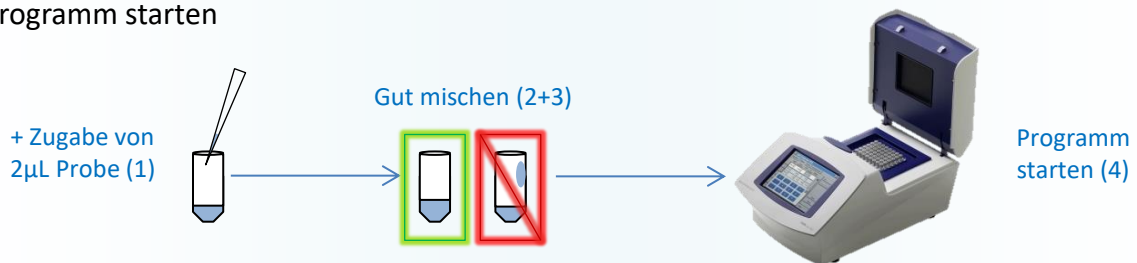 rogramm starten
Gut mischen (2+3)
+ Zugabe von
2µL Probe (1)
Programm
starten (4)